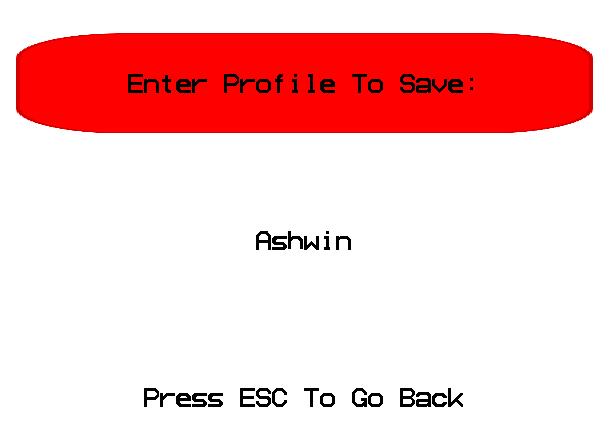 Enter Profile To Save:
Ashwin
Press ESC To Go Back